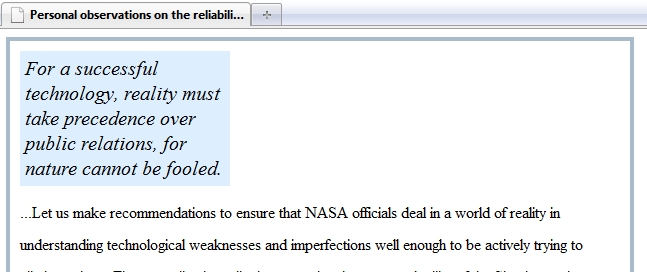 Personal observations on the reliabili...
For a successful
technology, reality must
take precedence over
public relations, for
nature cannot be fooled.
...Let us make recommendations to ensure that NASA officials deal in a world of reality in
understanding technological weaknesses and imperfections well enough to be actively trying to